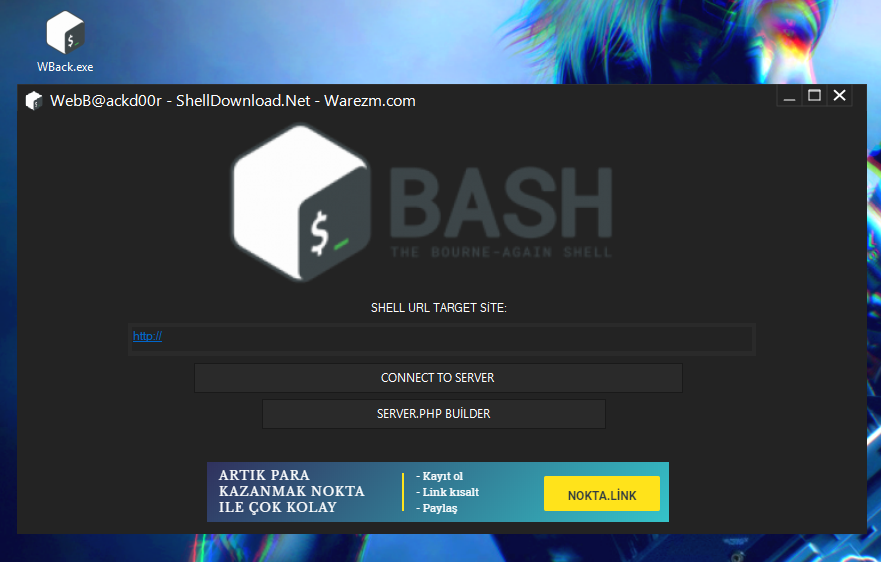 WBack.exe
WebB@ackd00r - ShellDownload.Net - Warezm.com
$
BASH
THE BOURNE-AGAIN SHELL
SHELL URL TARGET SİTE:
http://
CONNECT TO SERVER
SERVER.PHP BUİLDER
ARTIK PARA
KAZANMAK NOKTA
ILE ÇOK KOLAY
- Kayıt ol
- Link kısalt
- Paylaş
NOKTA.LİNK